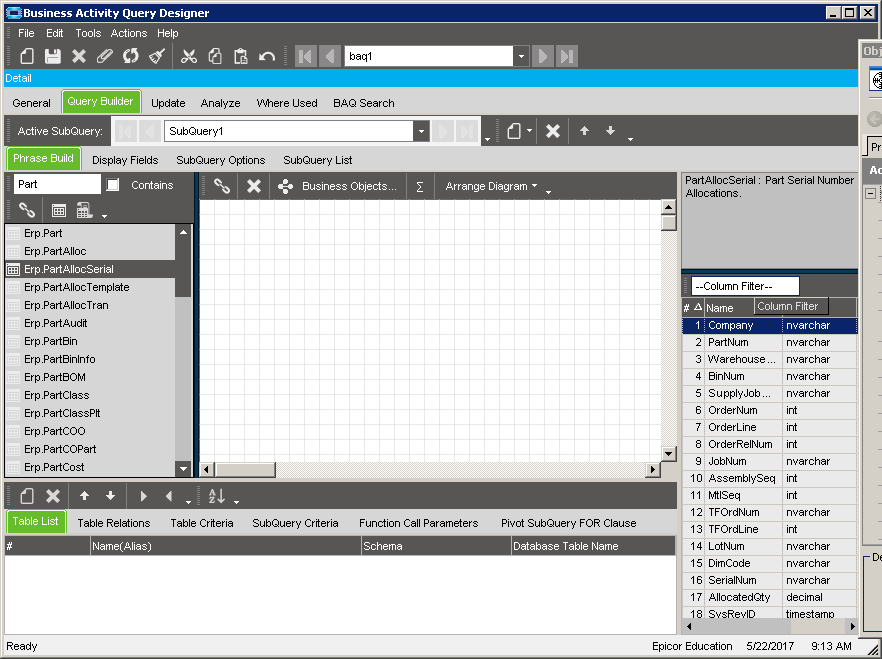 Business Activity Query Designer
File Edit Tools Actions Help
baq1
Detail
General Query Builder Update Analyze Where Used BAQ Search
Active SubQuery: SubQuery1
Phrase Build Display Fields SubQuery Options SubQuery List
Part Contains
Business Objects... Σ Arrange Diagram
Erp.Part
Erp.PartAlloc
Erp.PartAllocSerial
Erp.PartAllocTemplate
Erp.PartAllocTran
Erp.PartAudit
Erp.PartBin
Erp.PartBinInfo
Erp.PartBOM
Erp.PartClass
Erp.PartClassPlt
Erp.PartCOO
Erp.PartCOPart
Erp.PartCost
PartAllocSerial : Part Serial Number
Allocations.
--Column Filter--
# Name Column Filter
1 Company nvarchar
2 PartNum nvarchar
3 Warehouse... nvarchar
4 BinNum nvarchar
5 SupplyJob... nvarchar
6 OrderNum int
7 OrderLine int
8 OrderRelNum int
9 JobNum nvarchar
10 AssemblySeq int
11 MtlSeq int
12 TFOrdNum nvarchar
13 TFOrdLine int
14 LotNum nvarchar
15 DimCode nvarchar
16 SerialNum nvarchar
17 AllocatedQty decimal
18 SysRevID timestamp
Table List Table Relations Table Criteria SubQuery Criteria Function Call Parameters Pivot SubQuery FOR Clause
# Name(Alias) Schema Database Table Name
Ready Epicor Education 5/22/2017 9:13 AM
Obj
Pr
Ac
De